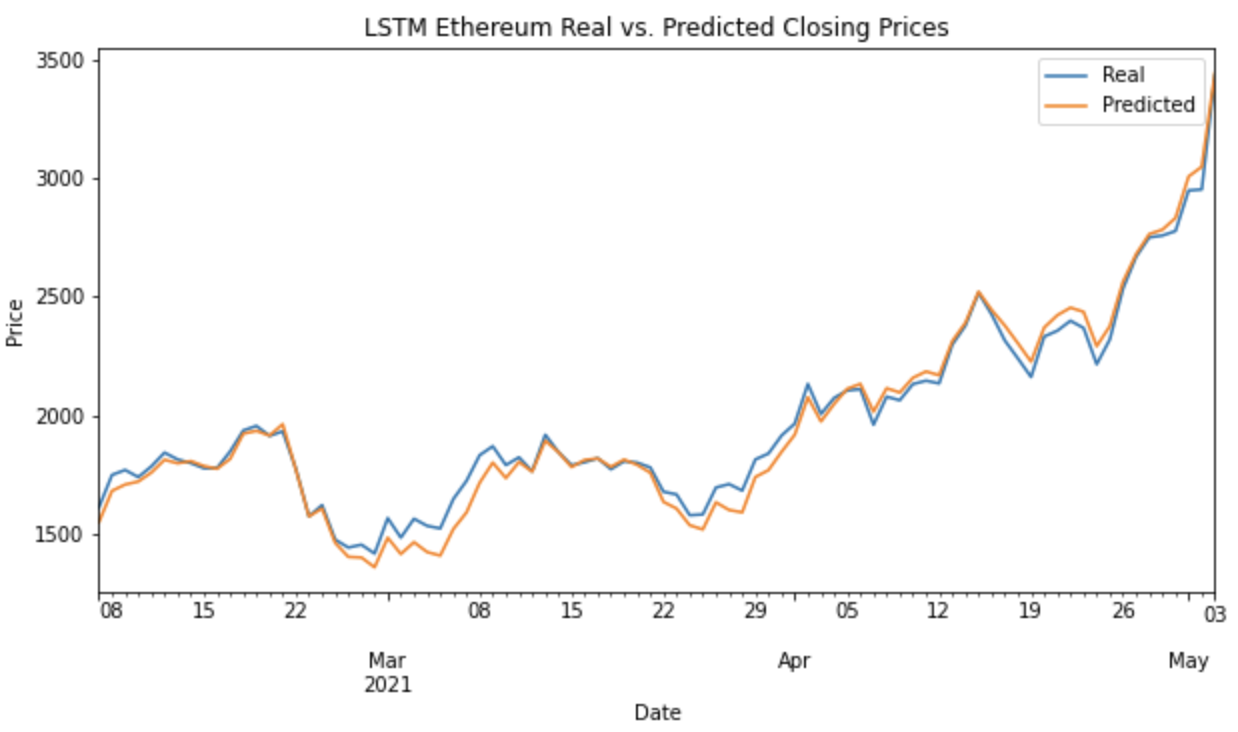 LSTM Ethereum Real vs. Predicted Closing Prices
Real
Predicted
3500
3000
2500
2000
1500
Price
08 15 22 08 15 22 29 05 12 19 26 03
Mar Apr May
2021
Date